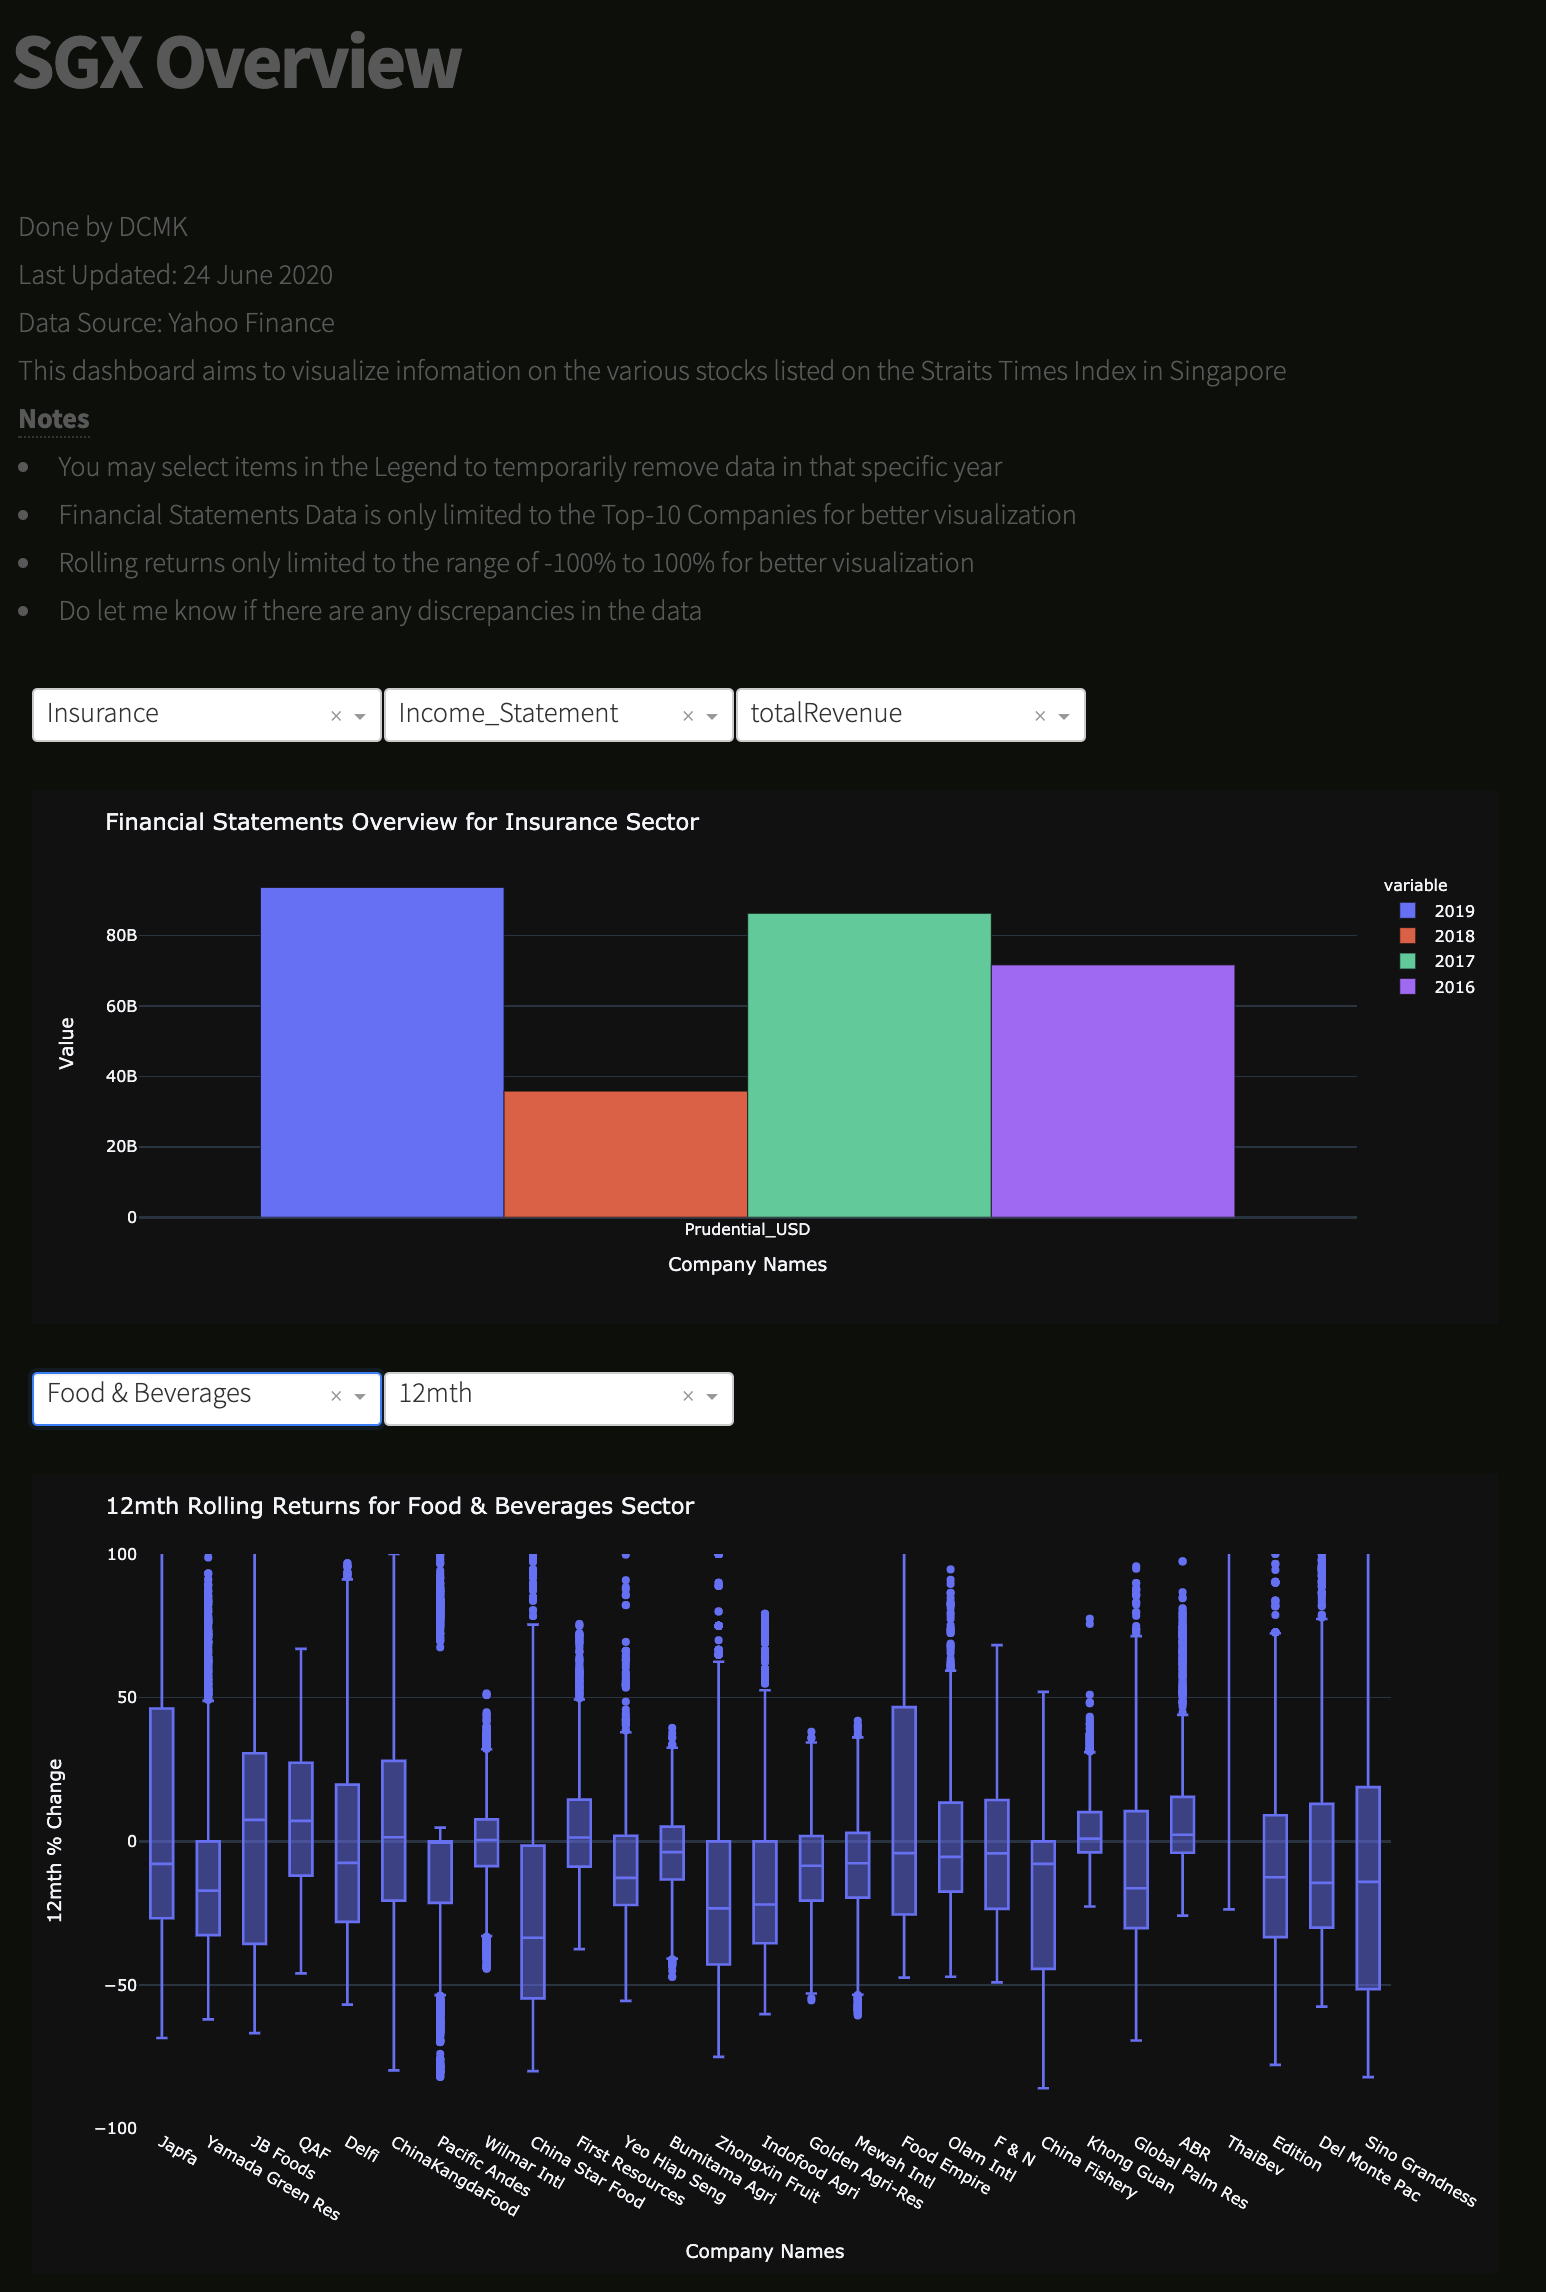 SGX Overview
Done by DCMK
Last Updated: 24 June 2020
Data Source: Yahoo Finance
This dashboard aims to visualize infomation on the various stocks listed on the Straits Times Index in Singapore
Notes
You may select items in the Legend to temporarily remove data in that specific year
Financial Statements Data is only limited to the Top-10 Companies for better visualization
Rolling returns only limited to the range of -100% to 100% for better visualization
Do let me know if there are any discrepancies in the data
Insurance × Income_Statement × totalRevenue ×
Financial Statements Overview for Insurance Sector
variable
2019
2018
2017
2016
80B
60B
40B
20B
0
Value
Prudential_USD
Company Names
Food & Beverages × 12mth ×
12mth Rolling Returns for Food & Beverages Sector
100
50
0
−50
−100
12mth % Change
Japfa
Yamada Green Res
JB Foods
QAF
Delfi
ChinaKangdaFood
Pacific Andes
Wilmar Intl
China Star Food
First Resources
Yeo Hiap Seng
Bumitama Agri
Zhongxin Fruit
Indofood Agri
Golden Agri-Res
Mewah Intl
Food Empire
Olam Intl
F & N
China Fishery
Khong Guan
Global Palm Res
ABR
ThaiBev
Edition
Del Monte Pac
Sino Grandness
Company Names